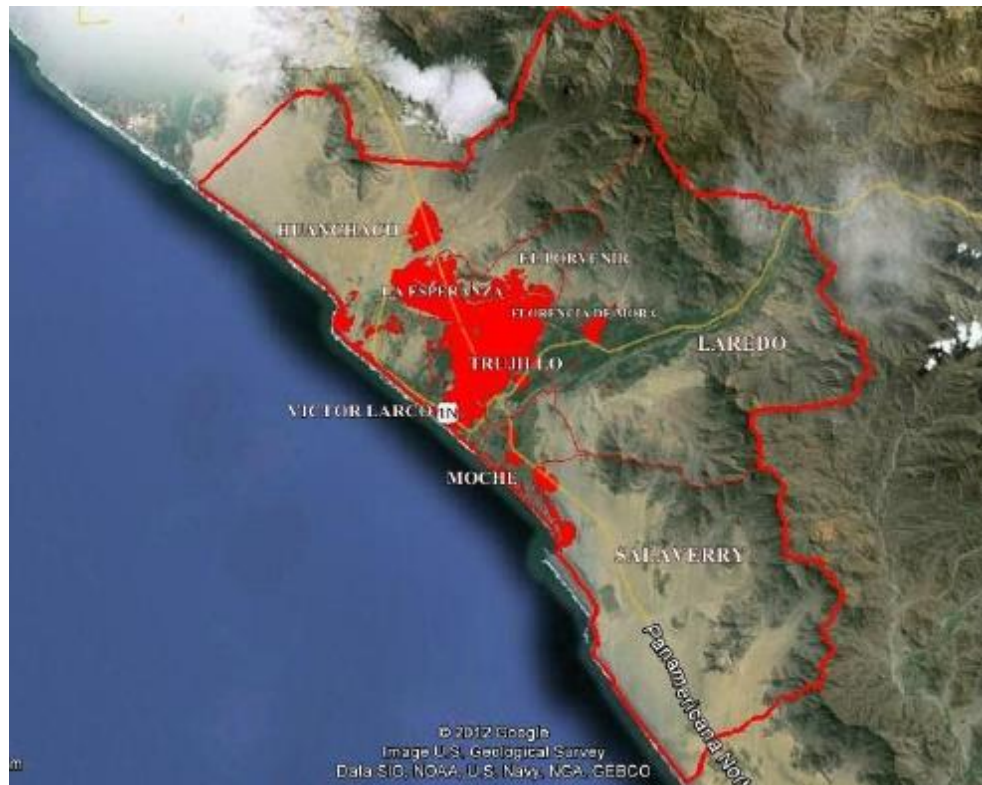 HUANCHACO
EL PORVENIR
LA ESPERANZA
FLORENCIA DE MORA
LAREDO
TRUJILLO
VICTOR LARCO
1N
MOCHE
SALAVERRY
Panamericana Nor
© 2012 Google
Image U.S. Geological Survey
Data SIO, NOAA, U.S. Navy, NGA, GEBCO
m